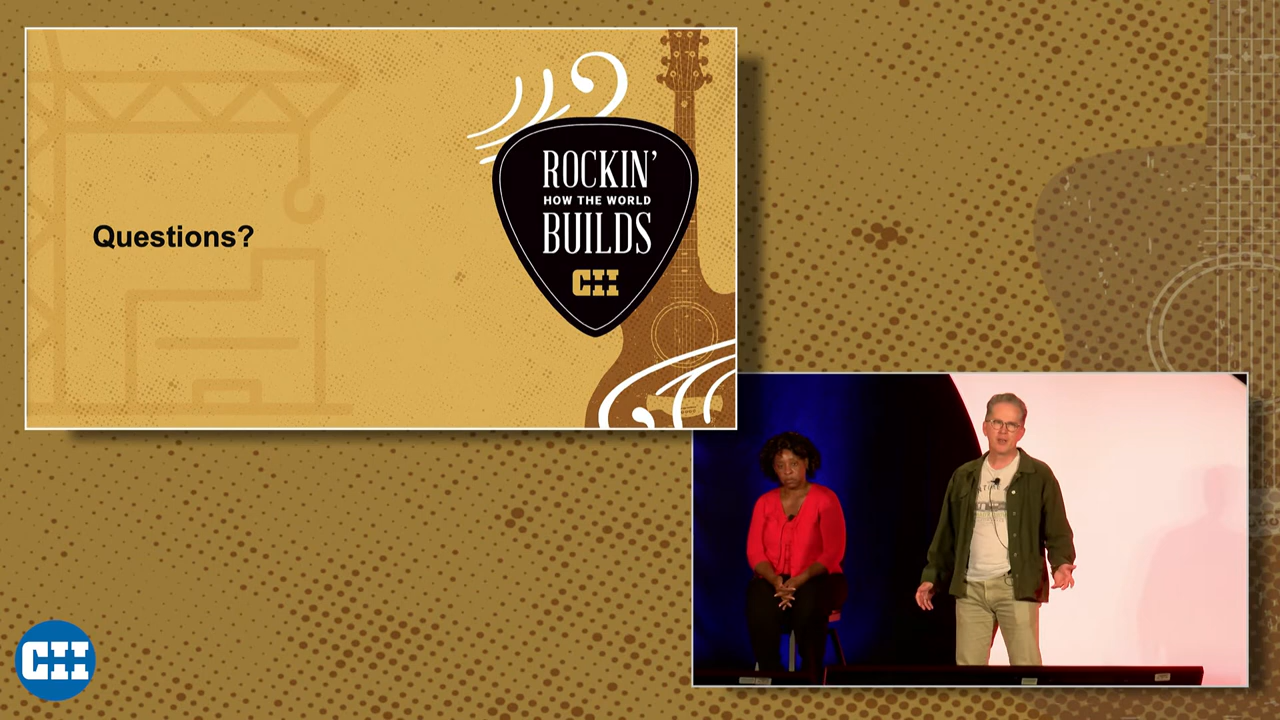 Questions?
ROCKIN’
HOW THE WORLD
BUILDS
CII
CII